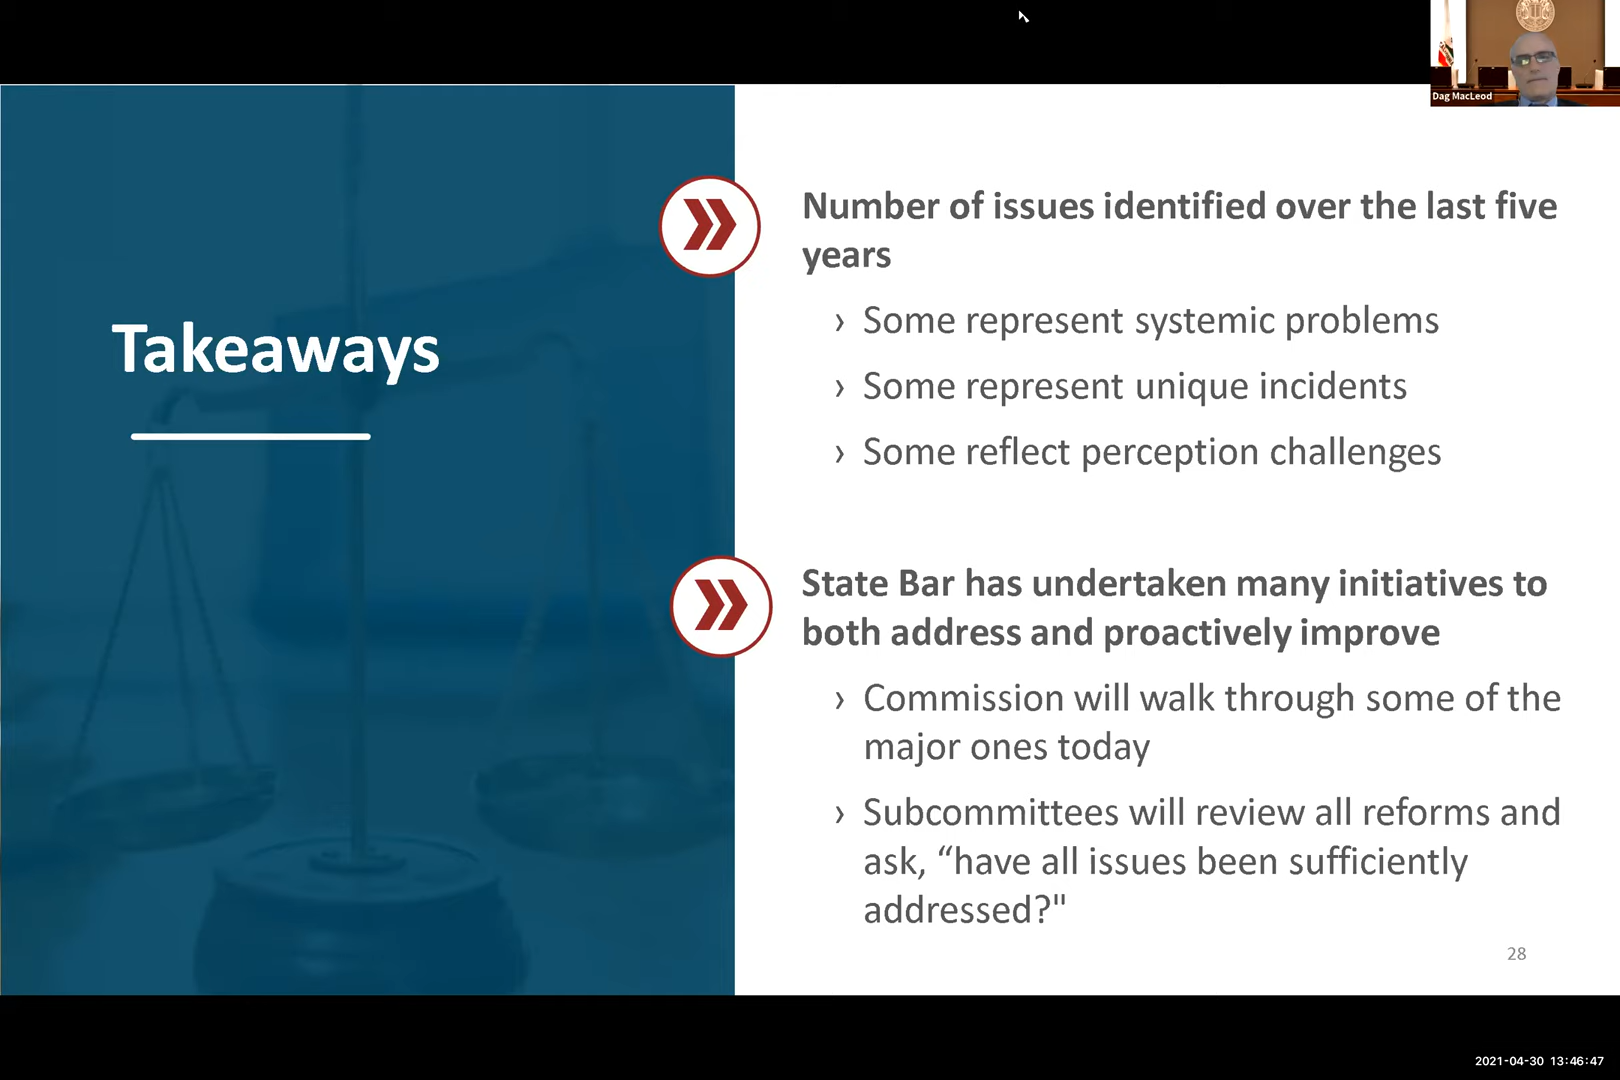 Dag MacLeod
Takeaways
Number of issues identified over the last five
years
› Some represent systemic problems
› Some represent unique incidents
› Some reflect perception challenges
State Bar has undertaken many initiatives to
both address and proactively improve
› Commission will walk through some of the
major ones today
› Subcommittees will review all reforms and
ask, “have all issues been sufficiently
addressed?"
28
2021-04-30 13:46:47